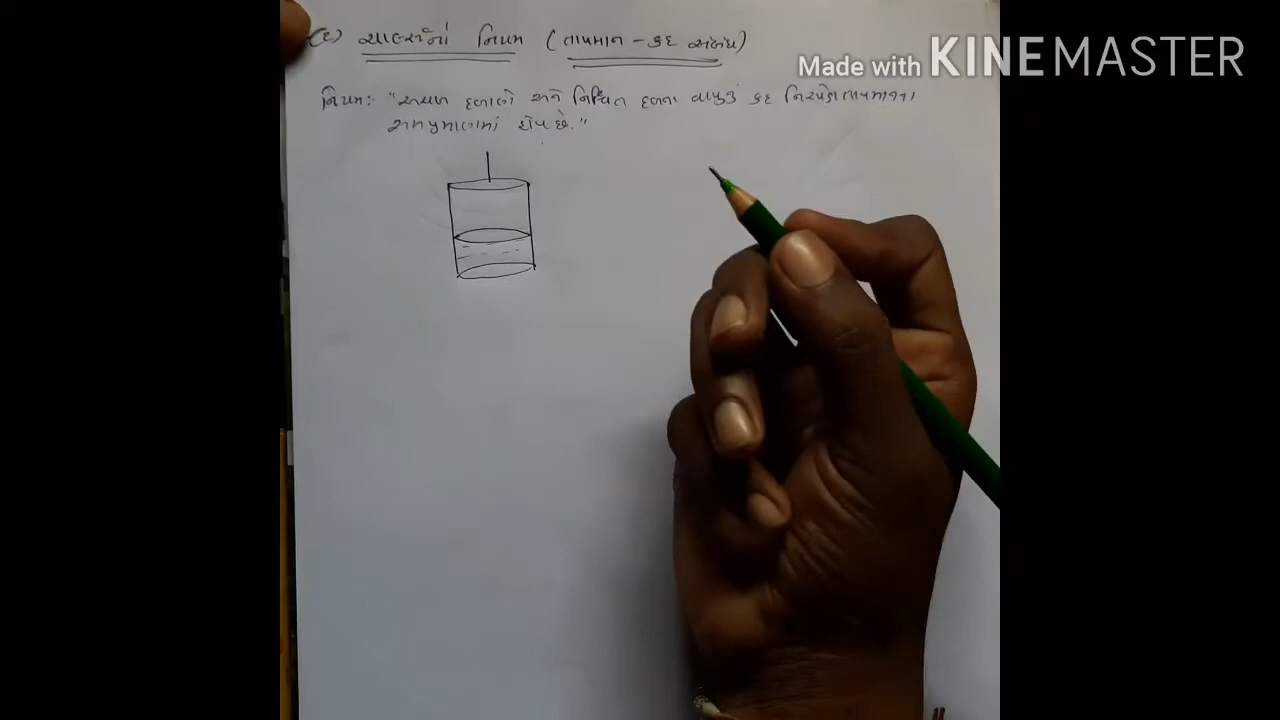 (૨) ચાર્લ્સનો નિયમ (તાપમાન - કદ સંબંધ)
Made with KINEMASTER
નિયમ: "અચળ દબાણે અને નિશ્ચિત દળના વાયુનું કદ નિરપેક્ષ તાપમાનના
સમપ્રમાણમાં હોય છે."